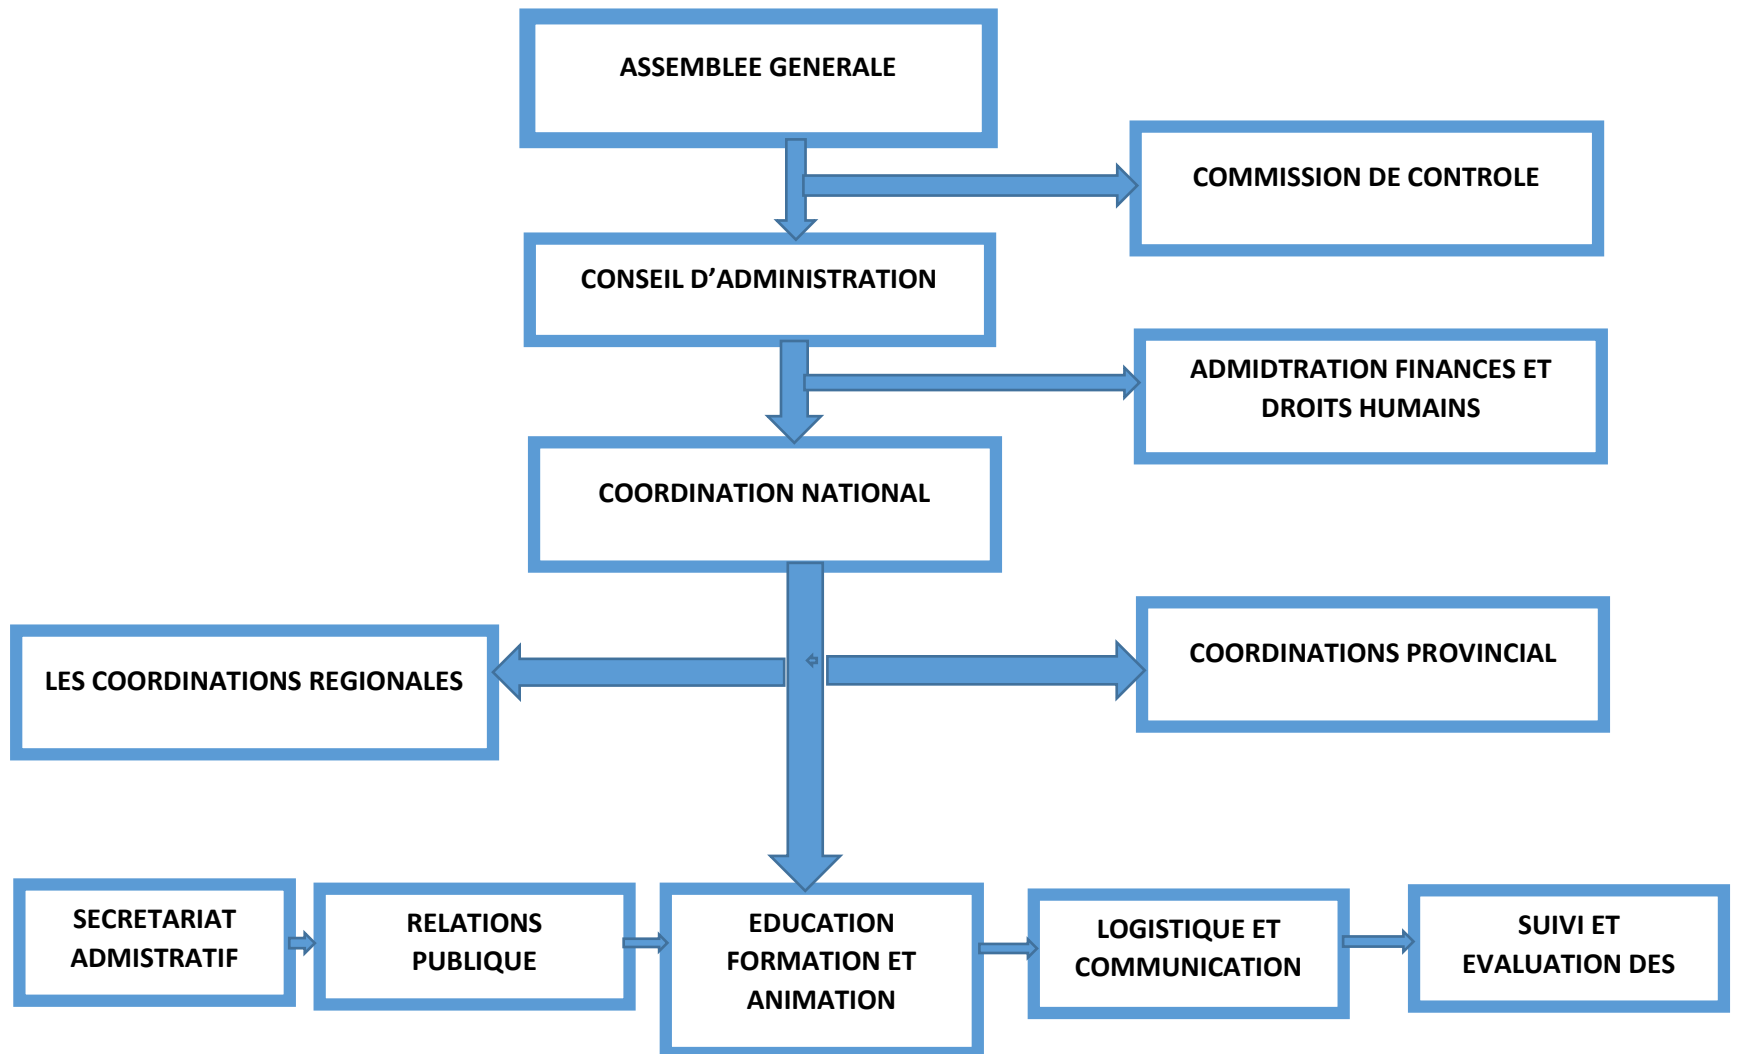 ASSEMBLEE GENERALE
COMMISSION DE CONTROLE
CONSEIL D’ADMINISTRATION
ADMIDTRATION FINANCES ET
DROITS HUMAINS
COORDINATION NATIONAL
COORDINATIONS PROVINCIAL
LES COORDINATIONS REGIONALES
SECRETARIAT
ADMISTRATIF
RELATIONS
PUBLIQUE
EDUCATION
FORMATION ET
ANIMATION
LOGISTIQUE ET
COMMUNICATION
SUIVI ET
EVALUATION DES